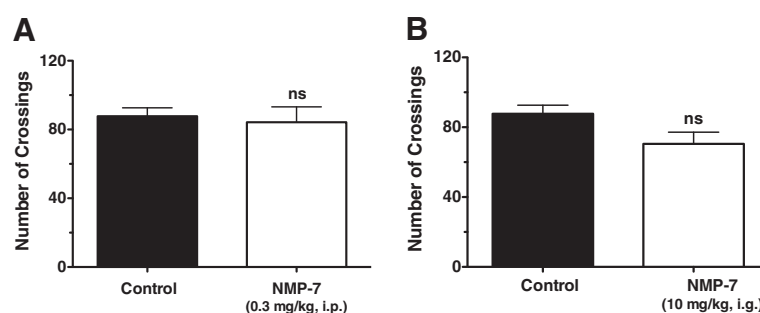 A
Number of Crossings
120
80
40
0
ns
Control
NMP-7
(0.3 mg/kg, i.p.)
B
Number of Crossings
120
80
40
0
ns
Control
NMP-7
(10 mg/kg, i.g.)